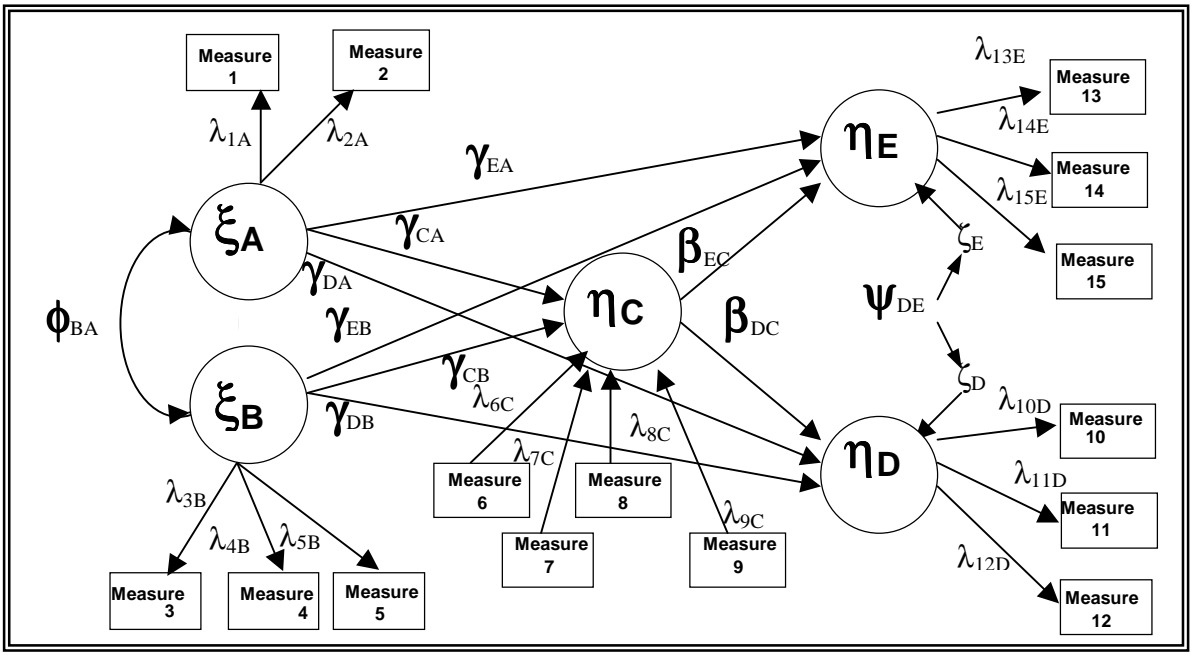 Measure
1
Measure
2
λ1A
λ2A
λ13E
Measure
13
λ14E
ηE
γEA
Measure
14
λ15E
ξA
γCA
ζE
βEC
Measure
15
γDA
ηC
ψDE
ϕBA
γEB
βDC
γCB
ζD
λ6C
λ10D
ξB
γDB
λ8C
Measure
10
λ7C
ηD
Measure
6
Measure
8
λ11D
λ3B
λ9C
Measure
11
λ4B
λ5B
Measure
7
Measure
9
λ12D
Measure
3
Measure
4
Measure
5
Measure
12